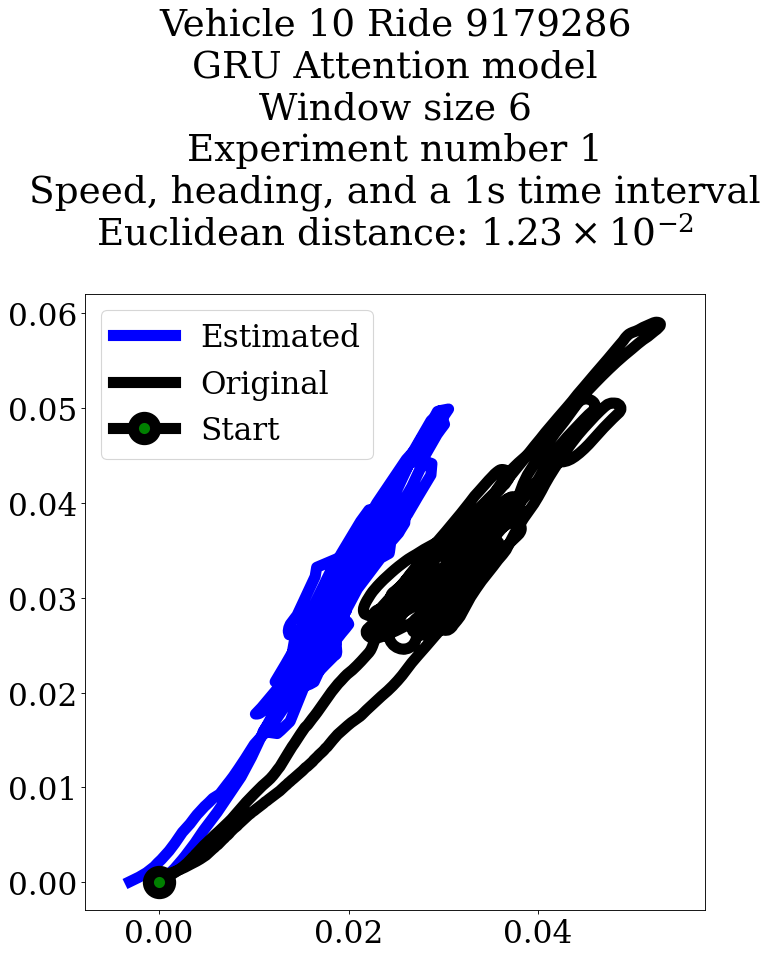 Vehicle 10 Ride 9179286
GRU Attention model
Window size 6
Experiment number 1
Speed, heading, and a 1s time interval
Euclidean distance: 1.23 × 10⁻²
0.06
0.05
0.04
0.03
0.02
0.01
0.00
Estimated
Original
Start
0.00 0.02 0.04